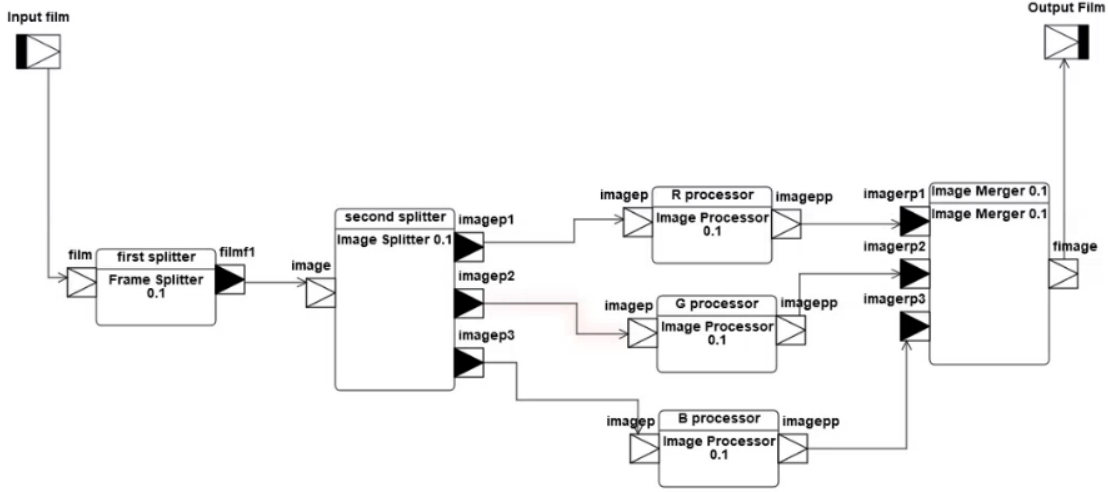 Input film
Output Film
film
first splitter
filmf1
Frame Splitter
0.1
image
second splitter
Image Splitter 0.1
imagep1
imagep2
imagep3
imagep
R processor
imagepp
Image Processor
0.1
imagep
G processor
imagepp
Image Processor
0.1
imagep
B processor
imagepp
Image Processor
0.1
imagerp1
imagerp2
imagerp3
Image Merger 0.1
Image Merger 0.1
fimage